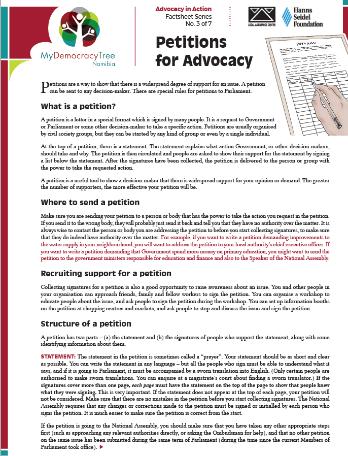 Advocacy in Action
Factsheet Series
No. 3 of 7
Hanns
Seidel
Foundation
MyDemocracyTree
Namibia
Petitions
for Advocacy
Petitions are a way to show that there is a widespread degree of support for an issue. A petition
can be sent to any decision-maker. There are special rules for petitions to Parliament.
What is a petition?
A petition is a letter in a special format which is signed by many people. It is a request to Government
or Parliament or some other decision-maker to take a specific action. Petitions are usually organised
by civil society groups, but they can be started by any kind of group or even by a single individual.
At the top of a petition, there is a statement. The statement explains what action Government, or other decision-makers,
should take and why. The petition is then circulated and people are asked to show their support for the statement by signing
a list below the statement. After the signatures have been collected, the petition is delivered to the person or group with
the power to take the requested action.
A petition is a useful tool to show a decision-maker that there is widespread support for your opinion or demand. The greater
the number of supporters, the more effective your petition will be.
Where to send a petition
Make sure you are sending your petition to a person or body that has the power to take the action you request in the petition.
If you send it to the wrong body, they will probably just send it back and tell you that they have no authority over the matter. It is
always wise to contact the person or body you are addressing the petition to before you start collecting signatures, to make sure
that they do indeed have authority over the matter. For example, if you want to write a petition demanding improvements to
the water supply in your neighbourhood, you will want to address the petition to your local authority's chief executive officer. If
you want to write a petition demanding that Government spend more money on primary education, you might want to send the
petition to the government ministers responsible for education and finance and also to the Speaker of the National Assembly.
Recruiting support for a petition
Collecting signatures for a petition is also a good opportunity to raise awareness about an issue. You and other people in
your organisation can approach friends, family and fellow workers to sign the petition. You can organise a workshop to
educate people about the issue, and ask people to sign the petition during the workshop. You can set up information booths
on the petition at shopping centres and markets, and ask people to stop and discuss the issue and sign the petition.
Structure of a petition
A petition has two parts – (a) the statement and (b) the signatures of people who support the statement, along with some
identifying information about them.
STATEMENT: The statement in the petition is sometimes called a "prayer". Your statement should be as short and clear
as possible. You can write the statement in any language – but all the people who sign must be able to understand what it
says, and if it is going to Parliament, it must be accompanied by a sworn translation into English. (Only certain people are
authorised to make sworn translations. You can enquire at a magistrate's court about finding a sworn translator.) If the
signatures cover more than one page, each page must have the statement on the top of the page to show that people knew
what they were signing. This is very important. If the statement does not appear at the top of each page, your petition will
not be considered. Make sure that there are no mistakes in the petition before you start collecting signatures. The National
Assembly requires that any changes or corrections made to the petition must be signed or initialled by each person who
signs the petition. It is much easier to make sure the petition is correct from the start.
If the petition is going to the National Assembly, you should make sure that you have taken any other appropriate steps
first (such as approaching any relevant authorities directly, or asking the Ombudsman for help), and that no other petition
on the same issue has been submitted during the same term of Parliament (during the time since the current Members of
Parliament took office). ►